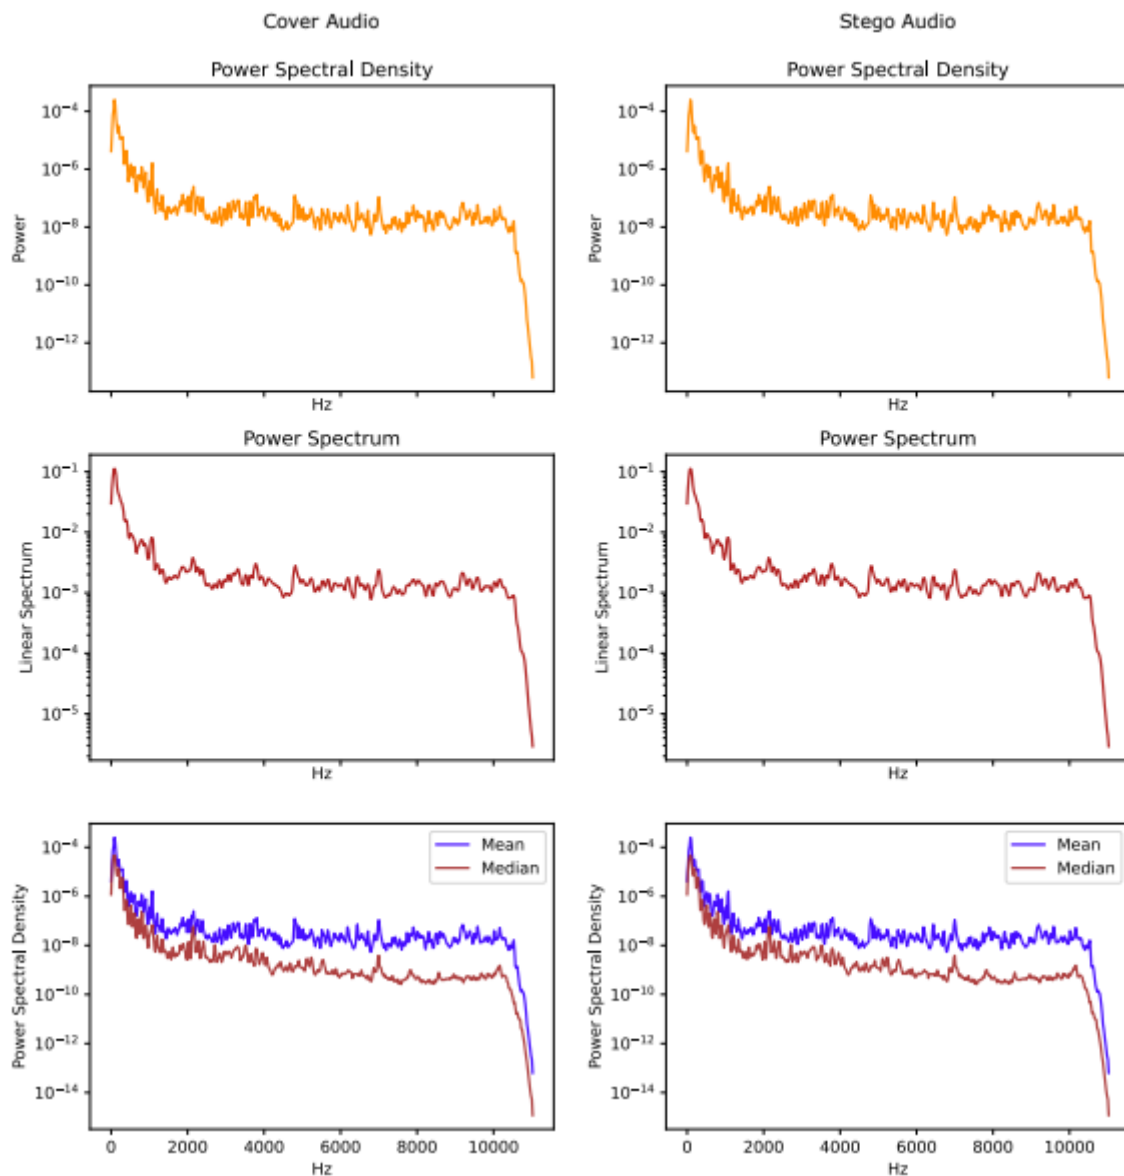 Cover Audio
Stego Audio
Power Spectral Density
Power Spectral Density
10⁻⁴
10⁻⁶
10⁻⁸
10⁻¹⁰
10⁻¹²
Power
Hz
10⁻⁴
10⁻⁶
10⁻⁸
10⁻¹⁰
10⁻¹²
Power
Hz
Power Spectrum
Power Spectrum
10⁻¹
10⁻²
10⁻³
10⁻⁴
10⁻⁵
Linear Spectrum
Hz
10⁻¹
10⁻²
10⁻³
10⁻⁴
10⁻⁵
Linear Spectrum
Hz
10⁻⁴
10⁻⁶
10⁻⁸
10⁻¹⁰
10⁻¹²
10⁻¹⁴
Power Spectral Density
Mean
Median
0 2000 4000 6000 8000 10000
Hz
10⁻⁴
10⁻⁶
10⁻⁸
10⁻¹⁰
10⁻¹²
10⁻¹⁴
Power Spectral Density
Mean
Median
0 2000 4000 6000 8000 10000
Hz